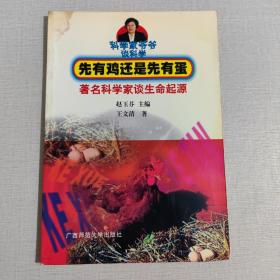 科学家爷爷
谈科学
先有鸡还是先有蛋
著名科学家谈生命起源
赵玉芬 主编
王文清 著
广西师范大学出版社